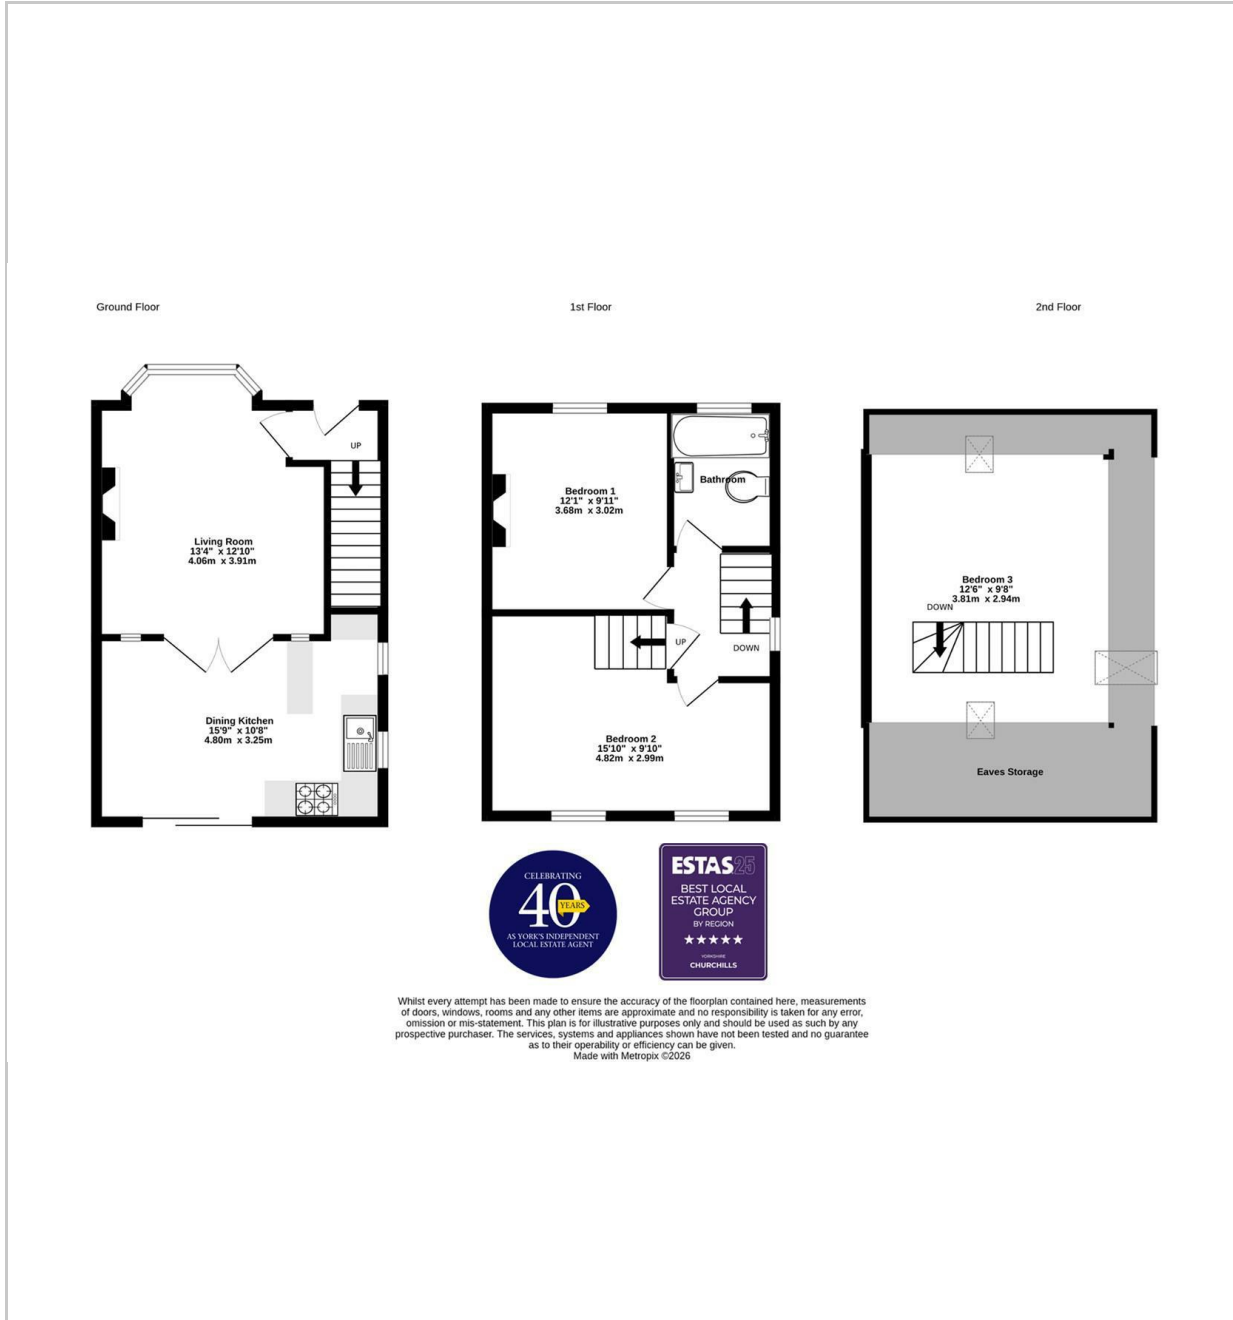 Ground Floor
1st Floor
2nd Floor
UP
Living Room
13'4" x 12'10"
4.06m x 3.91m
Dining Kitchen
15'9" x 10'8"
4.80m x 3.25m
Bedroom 1
12'1" x 9'11"
3.68m x 3.02m
Bathroom
UP
DOWN
Bedroom 2
15'10" x 9'10"
4.82m x 2.99m
Bedroom 3
12'6" x 9'8"
3.81m x 2.94m
DOWN
Eaves Storage
CELEBRATING
40
YEARS
AS YORK'S INDEPENDENT
LOCAL ESTATE AGENT
ESTAS 25
BEST LOCAL
ESTATE AGENCY
GROUP
BY REGION
YORKSHIRE
CHURCHILLS
Whilst every attempt has been made to ensure the accuracy of the floorplan contained here, measurements
of doors, windows, rooms and any other items are approximate and no responsibility is taken for any error,
omission or mis-statement. This plan is for illustrative purposes only and should be used as such by any
prospective purchaser. The services, systems and appliances shown have not been tested and no guarantee
as to their operability or efficiency can be given.
Made with Metropix ©2026